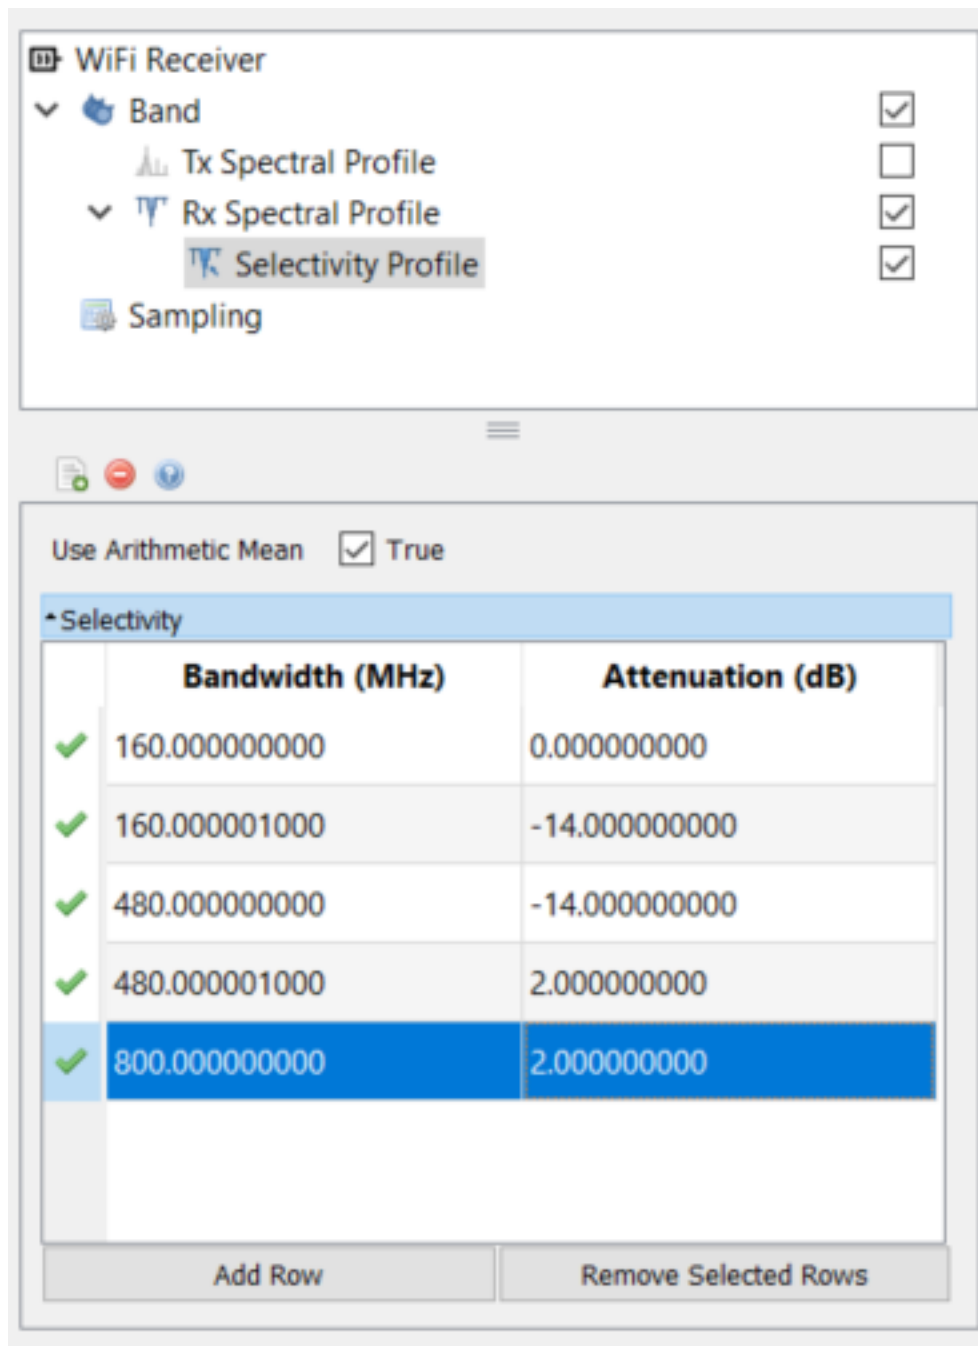 WiFi Receiver
Band
Tx Spectral Profile
Rx Spectral Profile
Selectivity Profile
Sampling
Use Arithmetic Mean True
Selectivity
Bandwidth (MHz) Attenuation (dB)
160.000000000 0.000000000
160.000001000 -14.000000000
480.000000000 -14.000000000
480.000001000 2.000000000
800.000000000 2.000000000
Add Row Remove Selected Rows